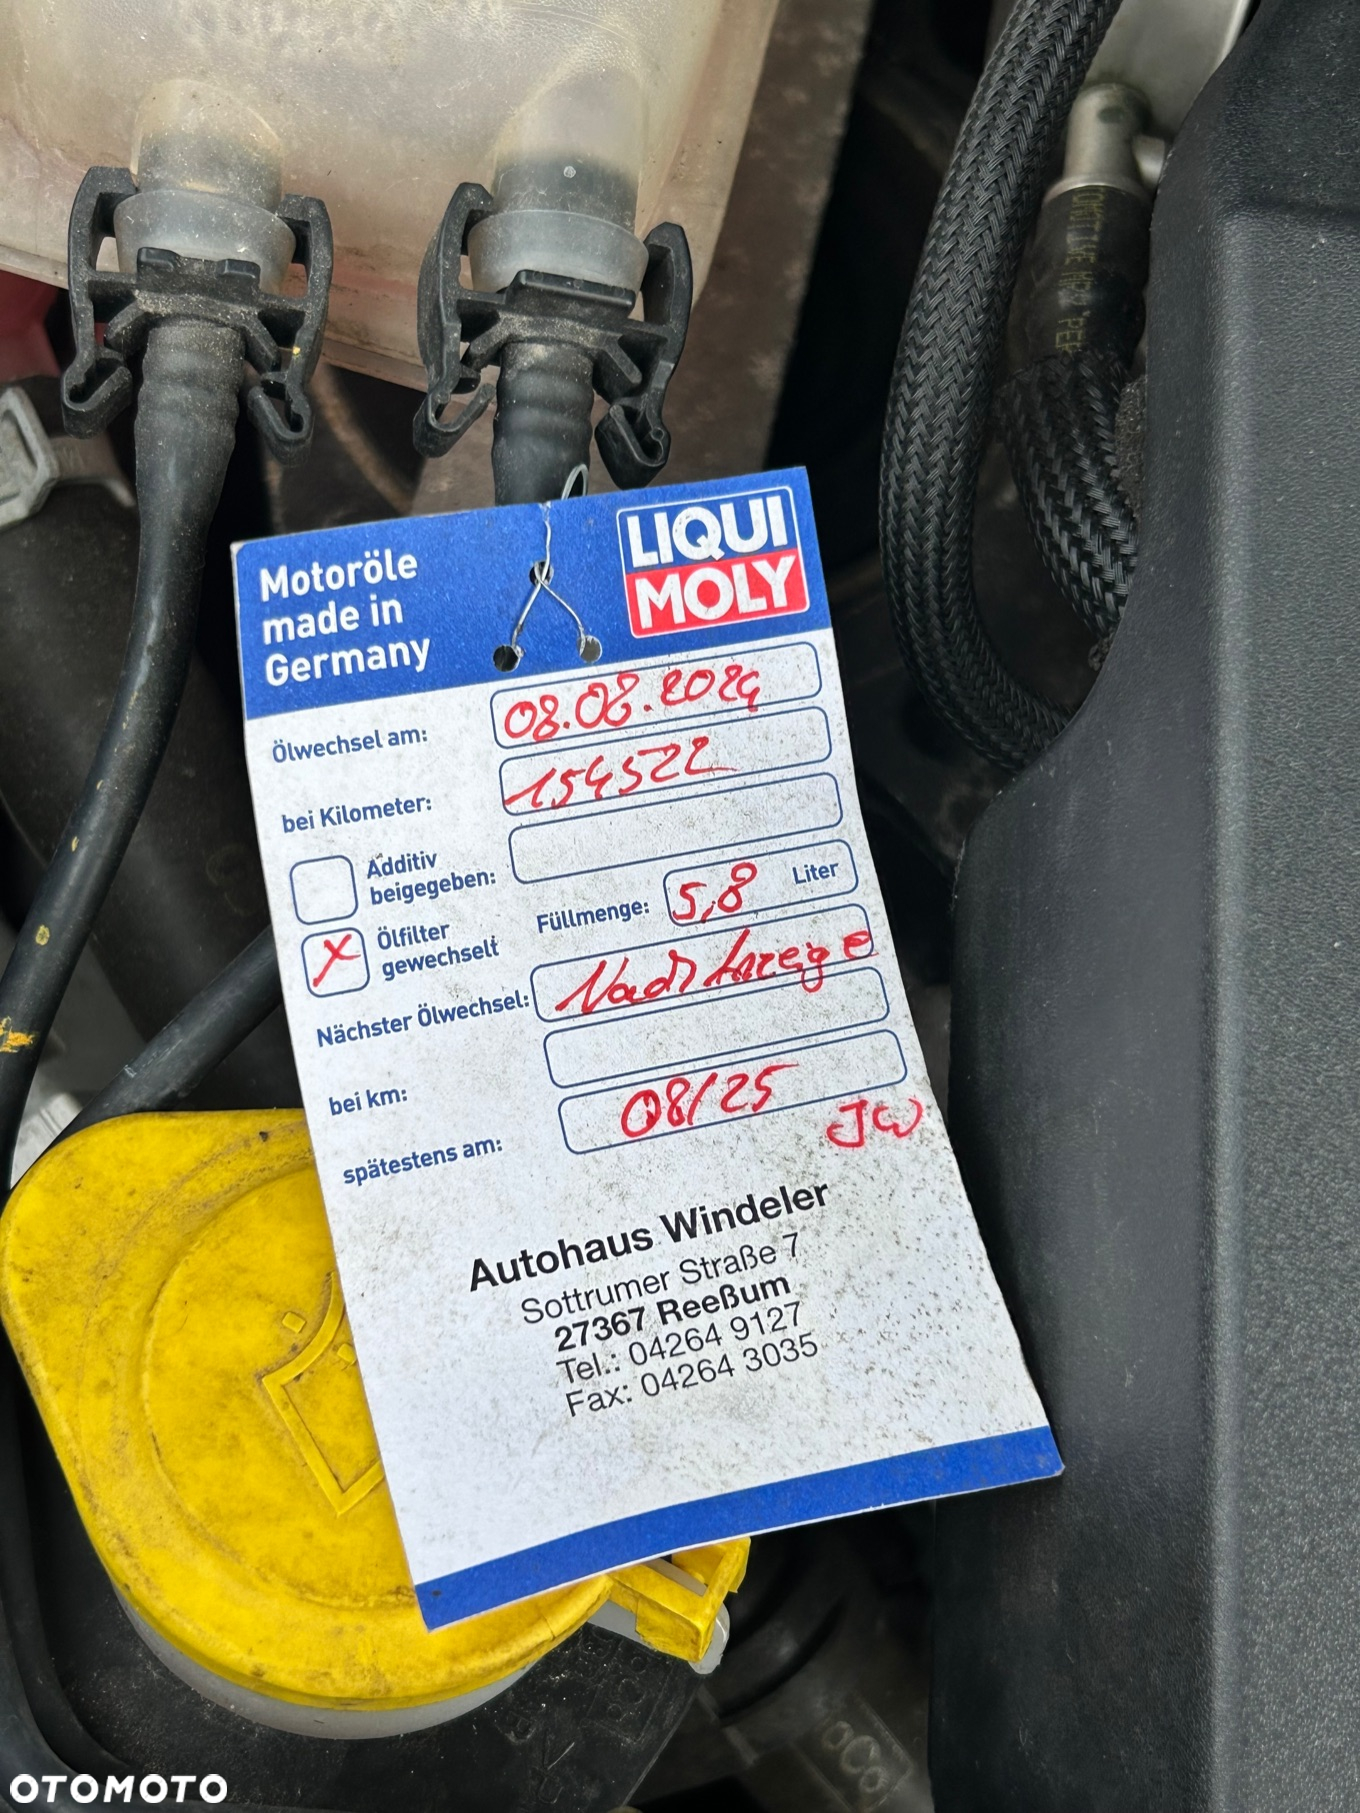 Motoröle
made in
Germany
LIQUI
MOLY
Ölwechsel am: 08.08.2024
bei Kilometer: 154522
Additiv
beigegeben:
Füllmenge: 5,8 Liter
X Ölfilter
gewechselt
Nächster Ölwechsel: Nach Anzeige
bei km:
spätestens am: 08/25
JW
Autohaus Windeler
Sottrumer Straße 7
27367 Reeßum
Tel.: 04264 9127
Fax: 04264 3035
OTOMOTO